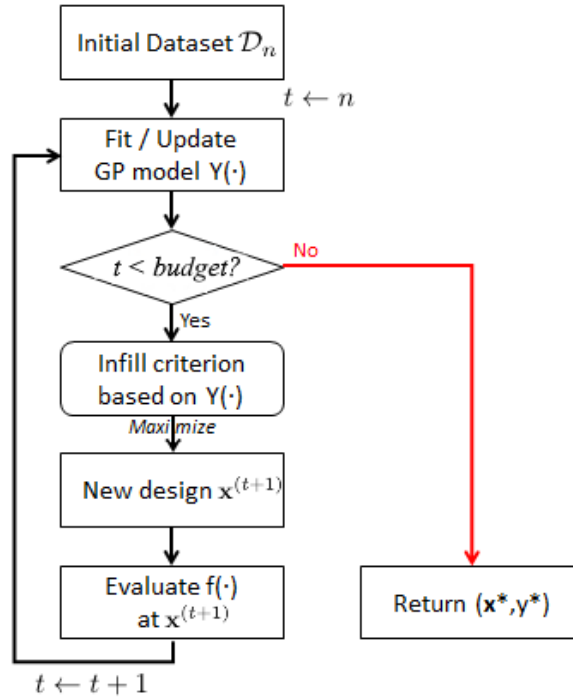 Initial Dataset 𝒟ₙ
t ← n
Fit / Update
GP model Y(·)
t < budget?
No
Yes
Infill criterion
based on Y(·)
Maximize
New design x^(t+1)
Evaluate f(·)
at x^(t+1)
Return (x*,y*)
t ← t + 1